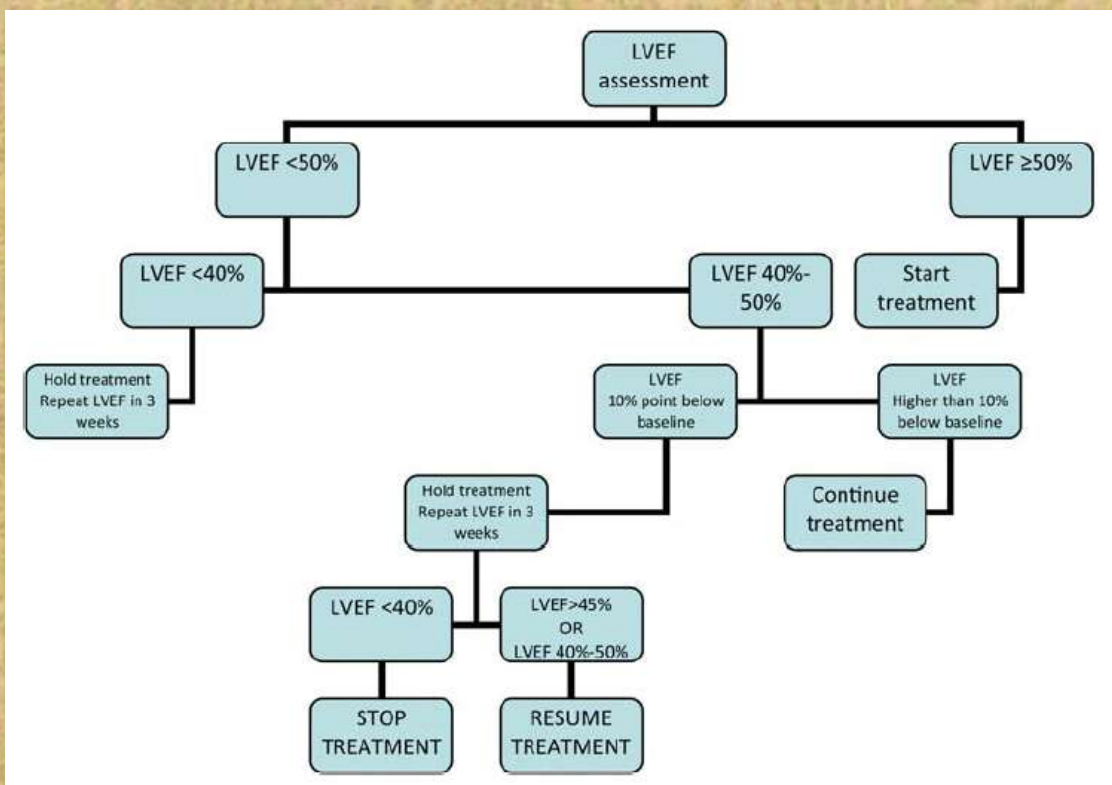 LVEF
assessment
LVEF <50%
LVEF ≥50%
LVEF <40%
LVEF 40%-
50%
Start
treatment
Hold treatment
Repeat LVEF in 3
weeks
LVEF
10% point below
baseline
LVEF
Higher than 10%
below baseline
Hold treatment
Repeat LVEF in 3
weeks
Continue
treatment
LVEF <40%
LVEF>45%
OR
LVEF 40%-50%
STOP
TREATMENT
RESUME
TREATMENT